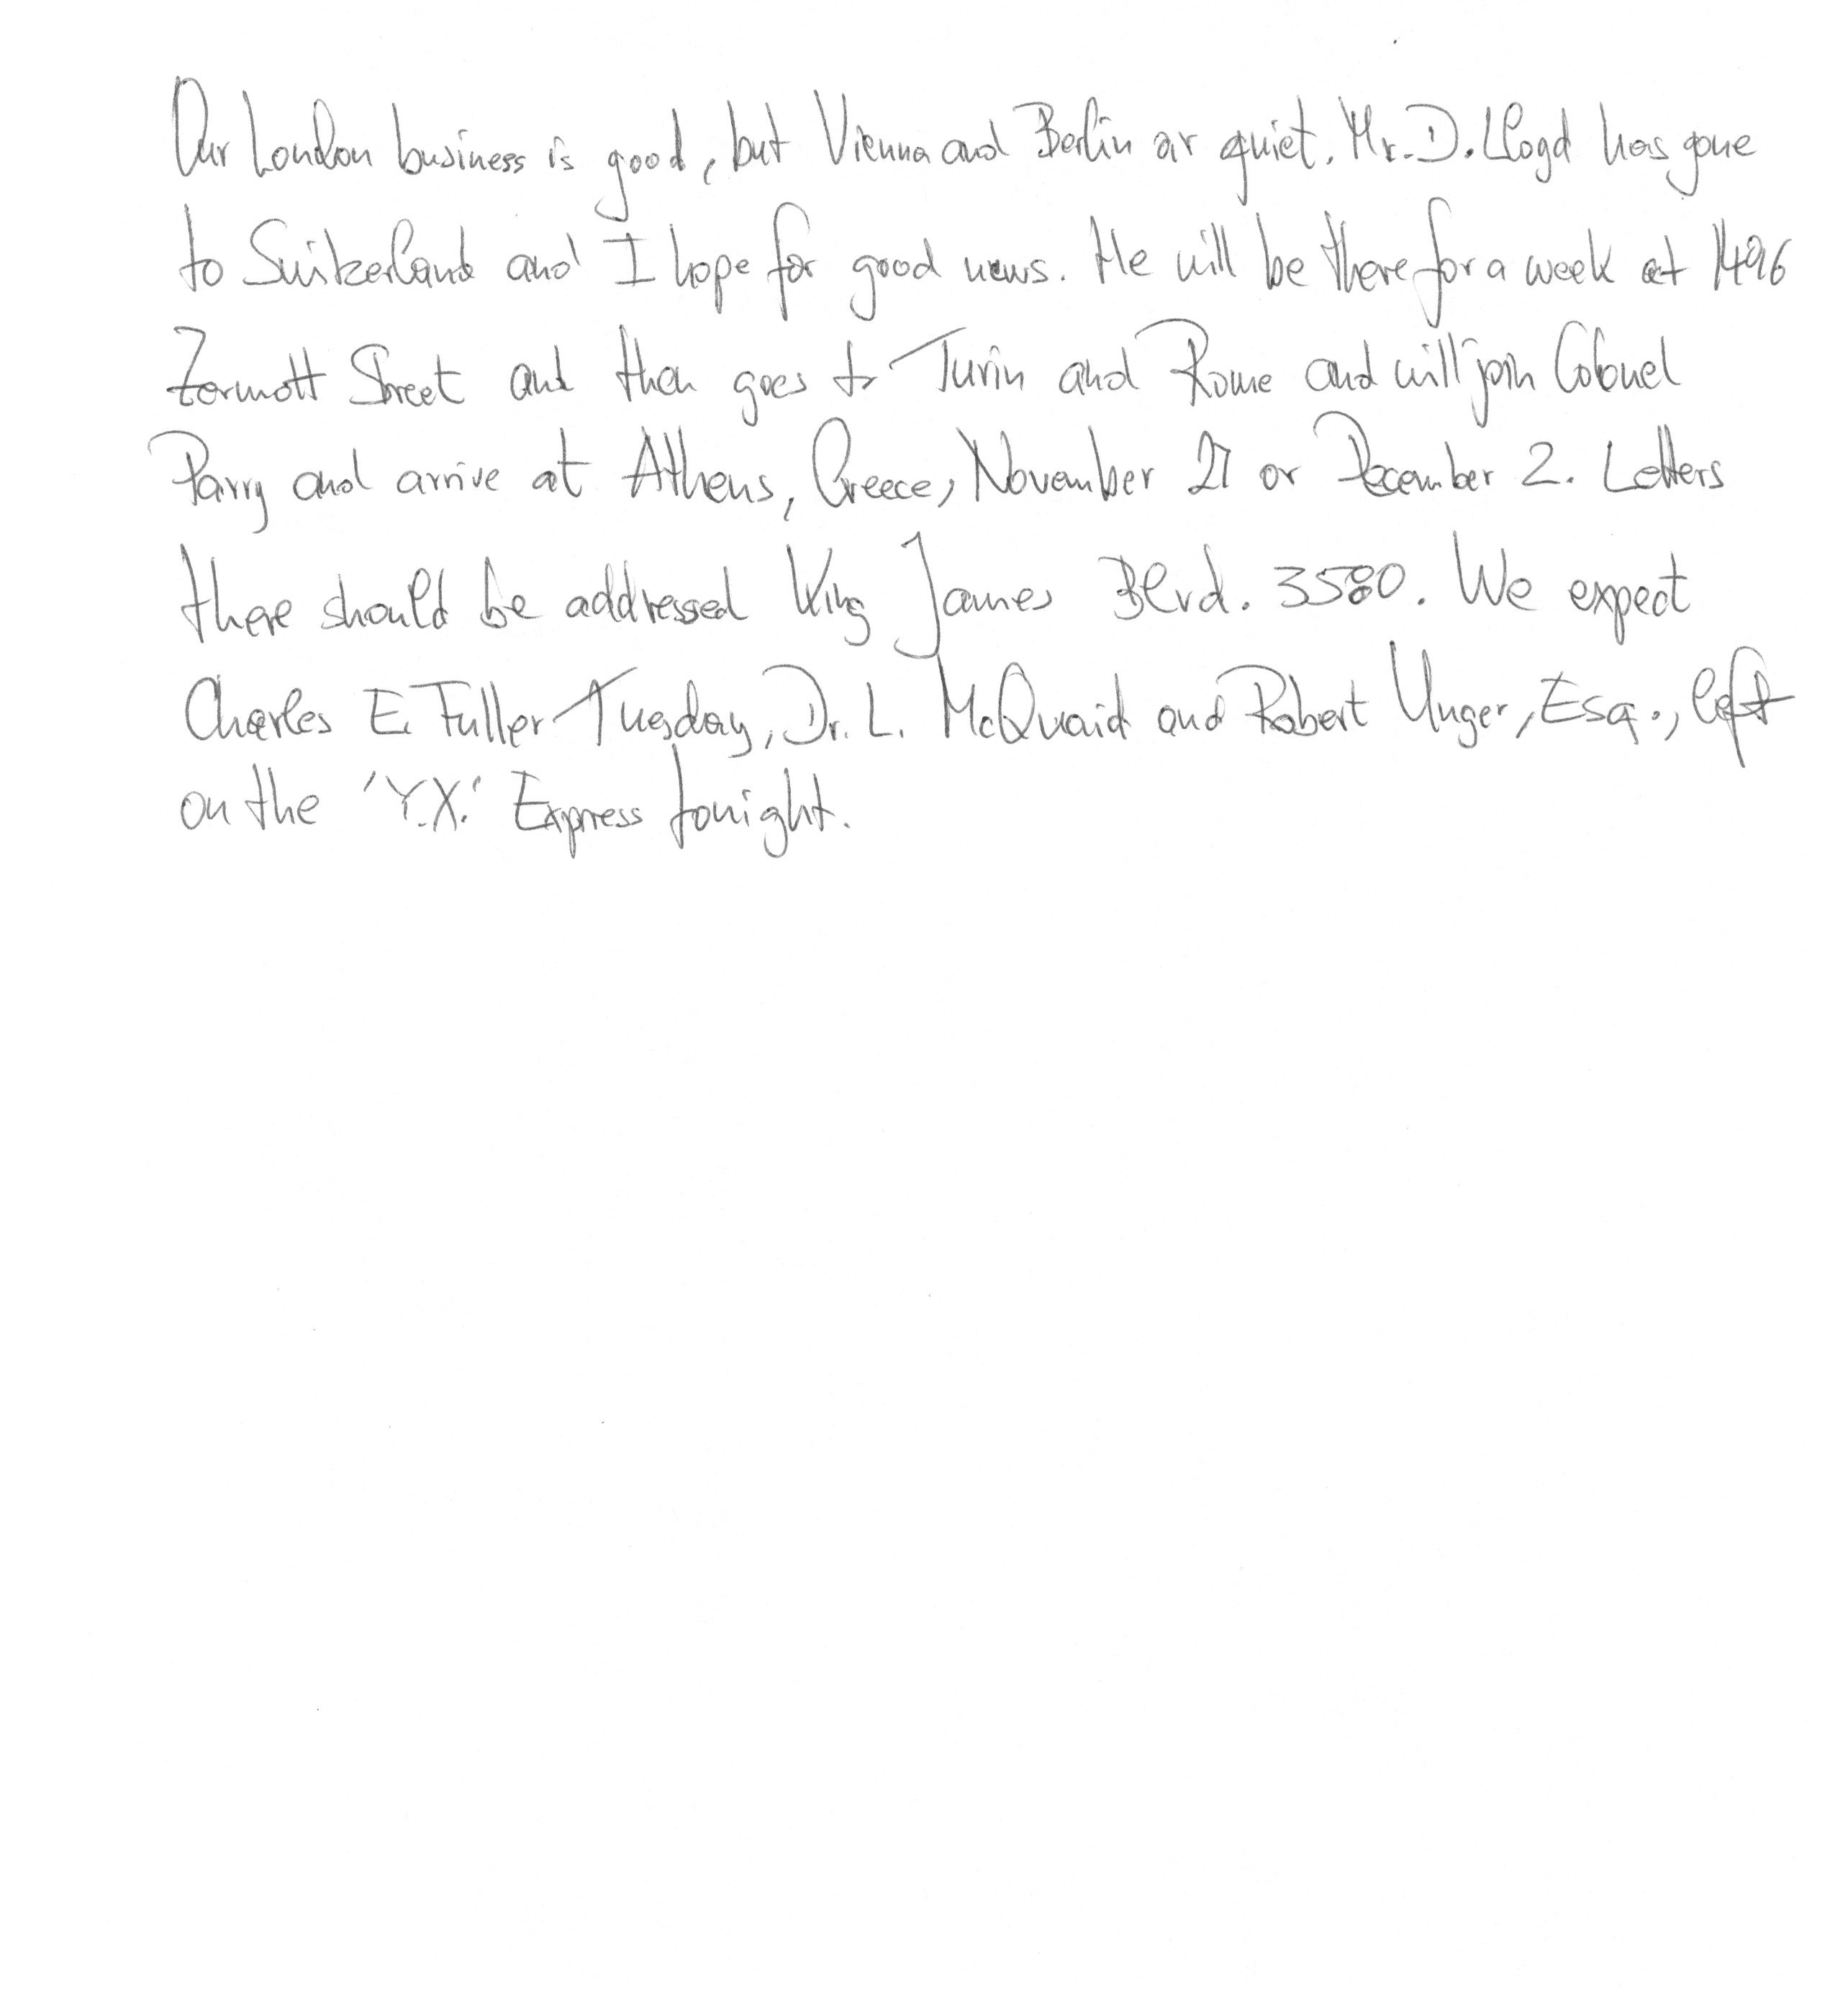 Our London business is good, but Vienna and Berlin ar quiet. Mr. D. Lloyd has gone
to Switzerland and I hope for good news. He will be there for a week at 1496
Zermott Street and then goes to Turin and Rome and will join Colonel
Parry and arrive at Athens, Greece, November 27 or December 2. Letters
there should be addressed King James Blvd. 3580. We expect
Charles E. Fuller Tuesday, Dr. L. McQuaid and Robert Unger, Esq., left
on the 'Y.X.' Express tonight.